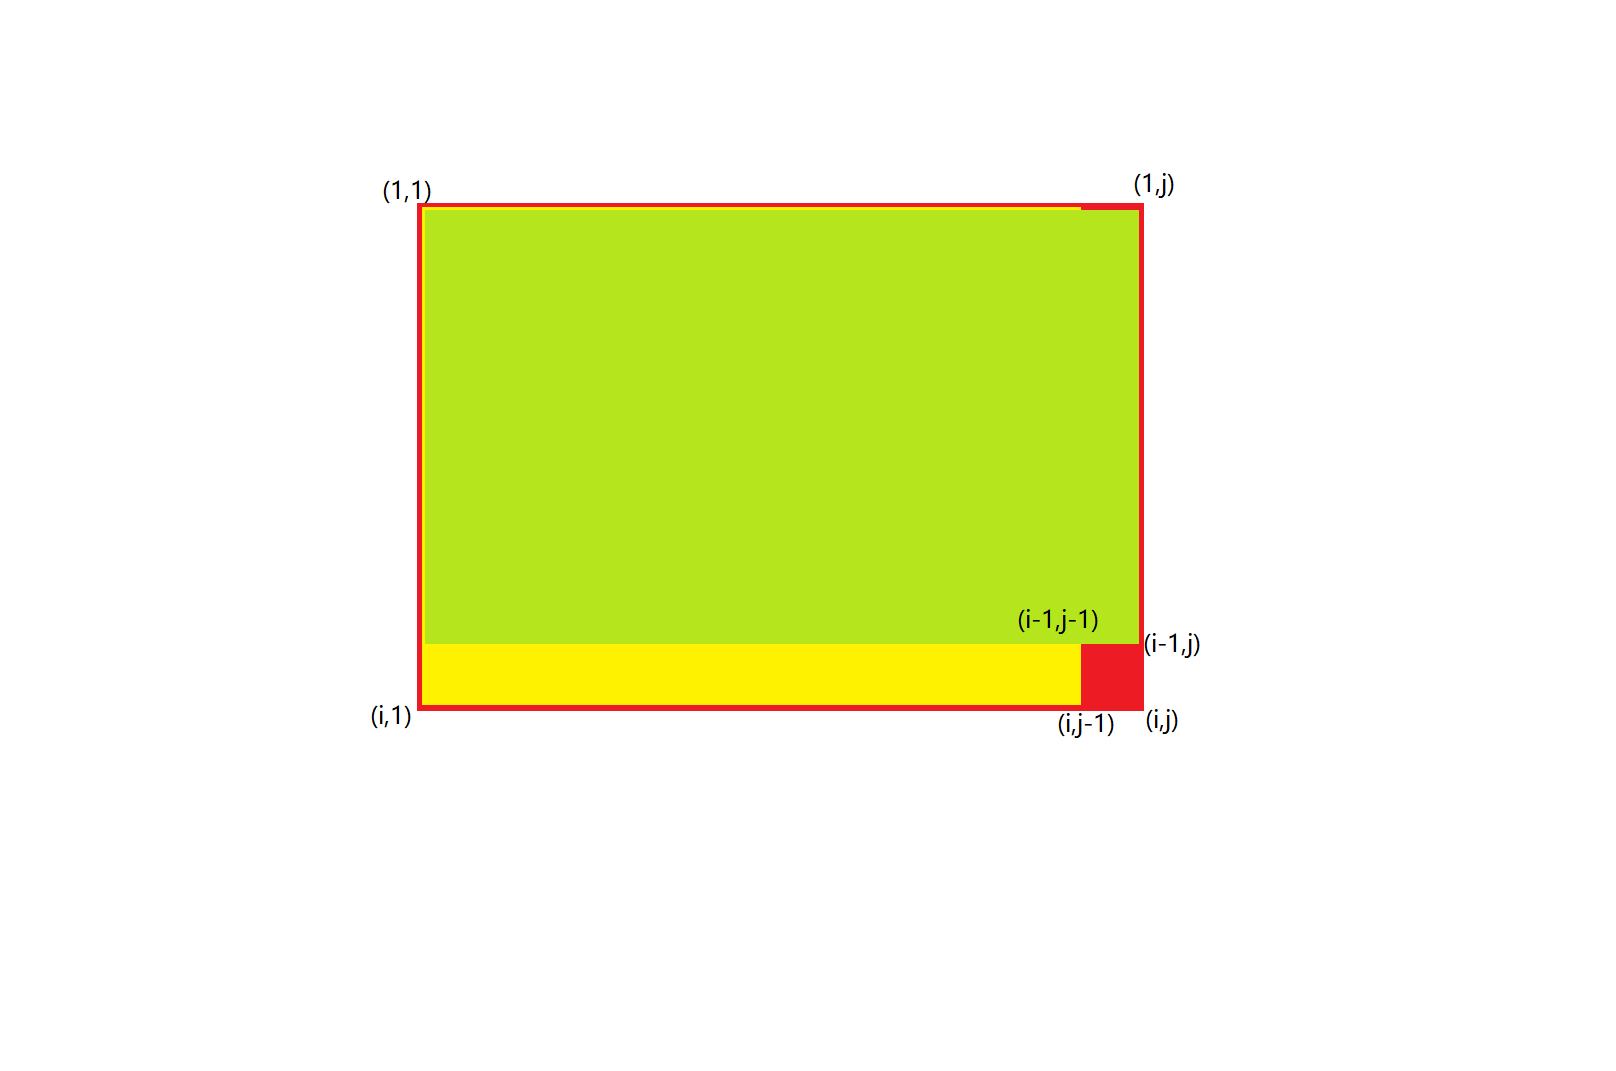 (1,1)
(1,j)
(i-1,j-1)
(i-1,j)
(i,1)
(i,j-1)
(i,j)